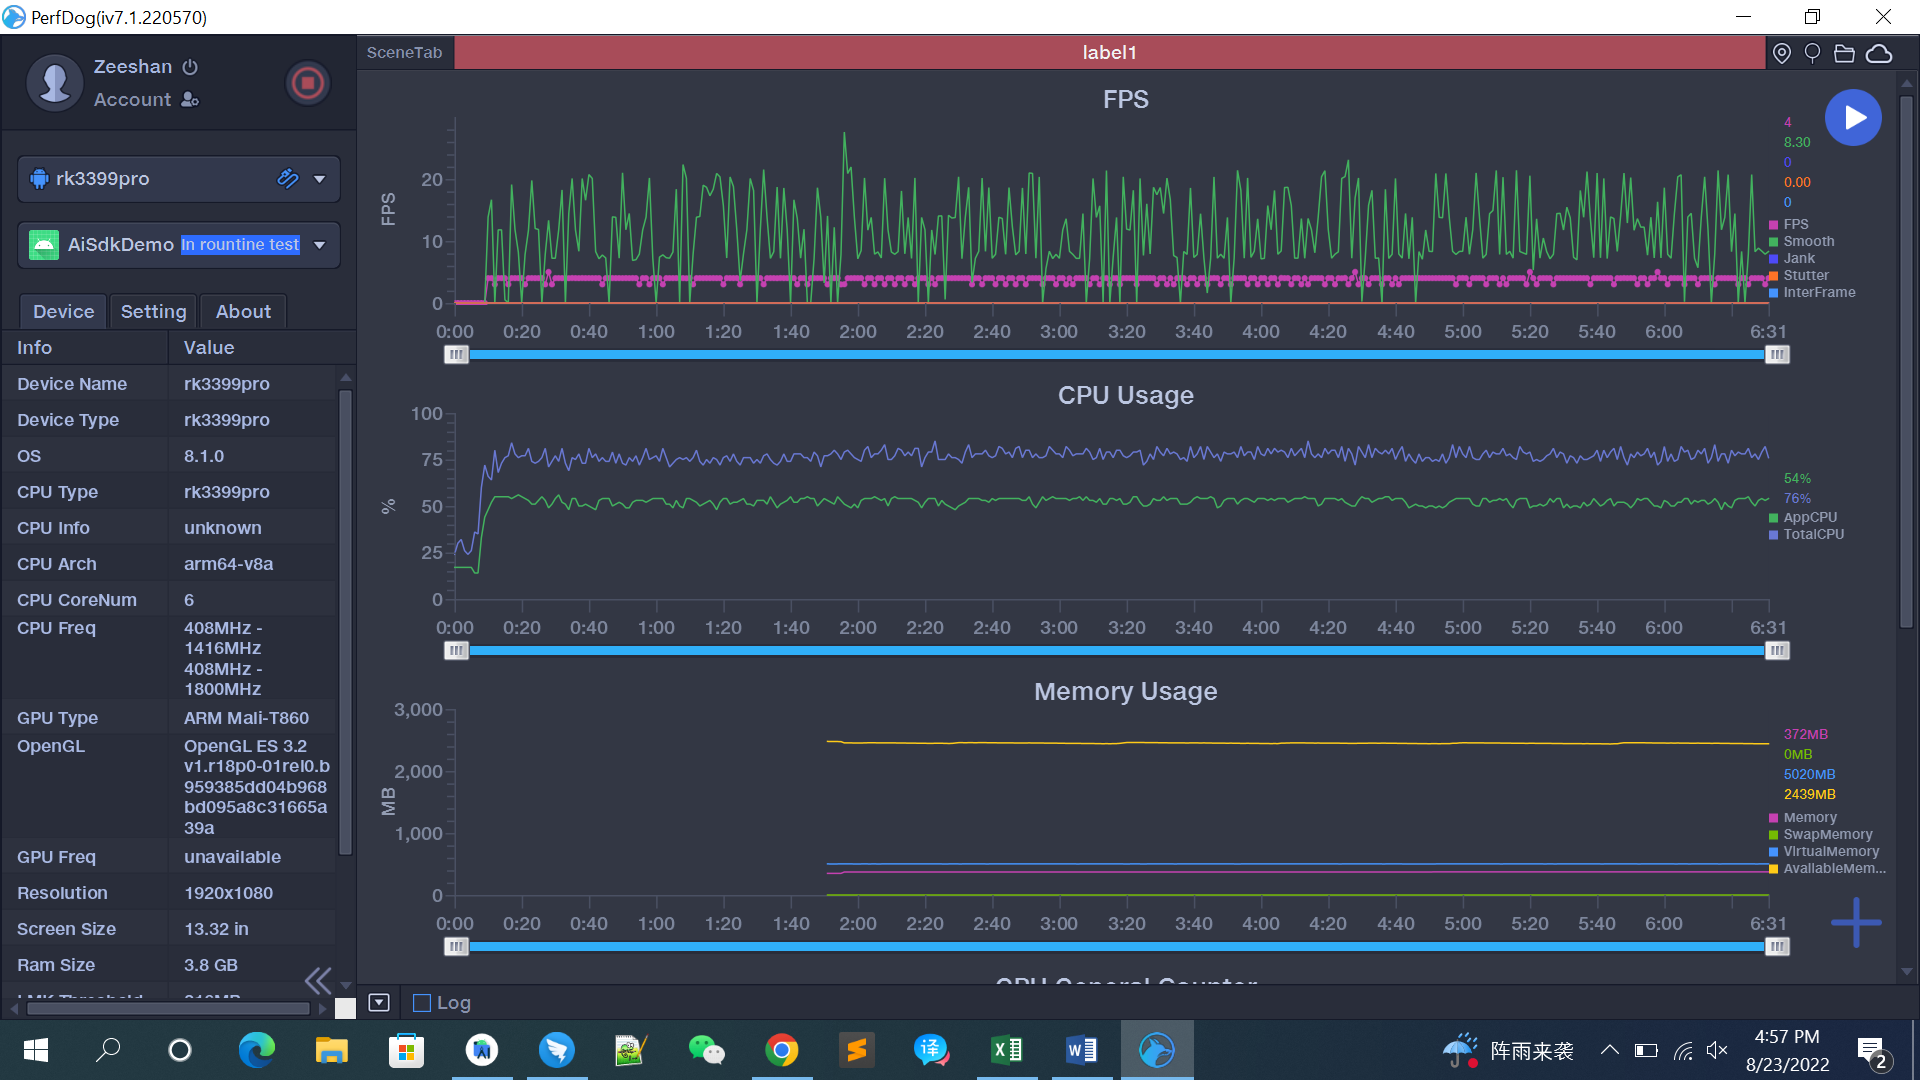 PerfDog(iv7.1.220570)
Zeeshan
Account
rk3399pro
AiSdkDemo In rountine test
Device Setting About
Info Value
Device Name rk3399pro
Device Type rk3399pro
OS 8.1.0
CPU Type rk3399pro
CPU Info unknown
CPU Arch arm64-v8a
CPU CoreNum 6
CPU Freq 408MHz -
1416MHz
408MHz -
1800MHz
GPU Type ARM Mali-T860
OpenGL OpenGL ES 3.2
v1.r18p0-01rel0.b
959385dd04b968
bd095a8c31665a
39a
GPU Freq unavailable
Resolution 1920x1080
Screen Size 13.32 in
Ram Size 3.8 GB
SceneTab
label1
FPS
FPS
20
10
0
0:00 0:20 0:40 1:00 1:20 1:40 2:00 2:20 2:40 3:00 3:20 3:40 4:00 4:20 4:40 5:00 5:20 5:40 6:00 6:31
4
8.30
0
0.00
0
FPS
Smooth
Jank
Stutter
InterFrame
CPU Usage
%
100
75
50
25
0
0:00 0:20 0:40 1:00 1:20 1:40 2:00 2:20 2:40 3:00 3:20 3:40 4:00 4:20 4:40 5:00 5:20 5:40 6:00 6:31
54%
76%
AppCPU
TotalCPU
Memory Usage
MB
3,000
2,000
1,000
0
0:00 0:20 0:40 1:00 1:20 1:40 2:00 2:20 2:40 3:00 3:20 3:40 4:00 4:20 4:40 5:00 5:20 5:40 6:00 6:31
372MB
0MB
5020MB
2439MB
Memory
SwapMemory
VirtualMemory
AvailableMem...
Log
译
阵雨来袭
4:57 PM
8/23/2022
2